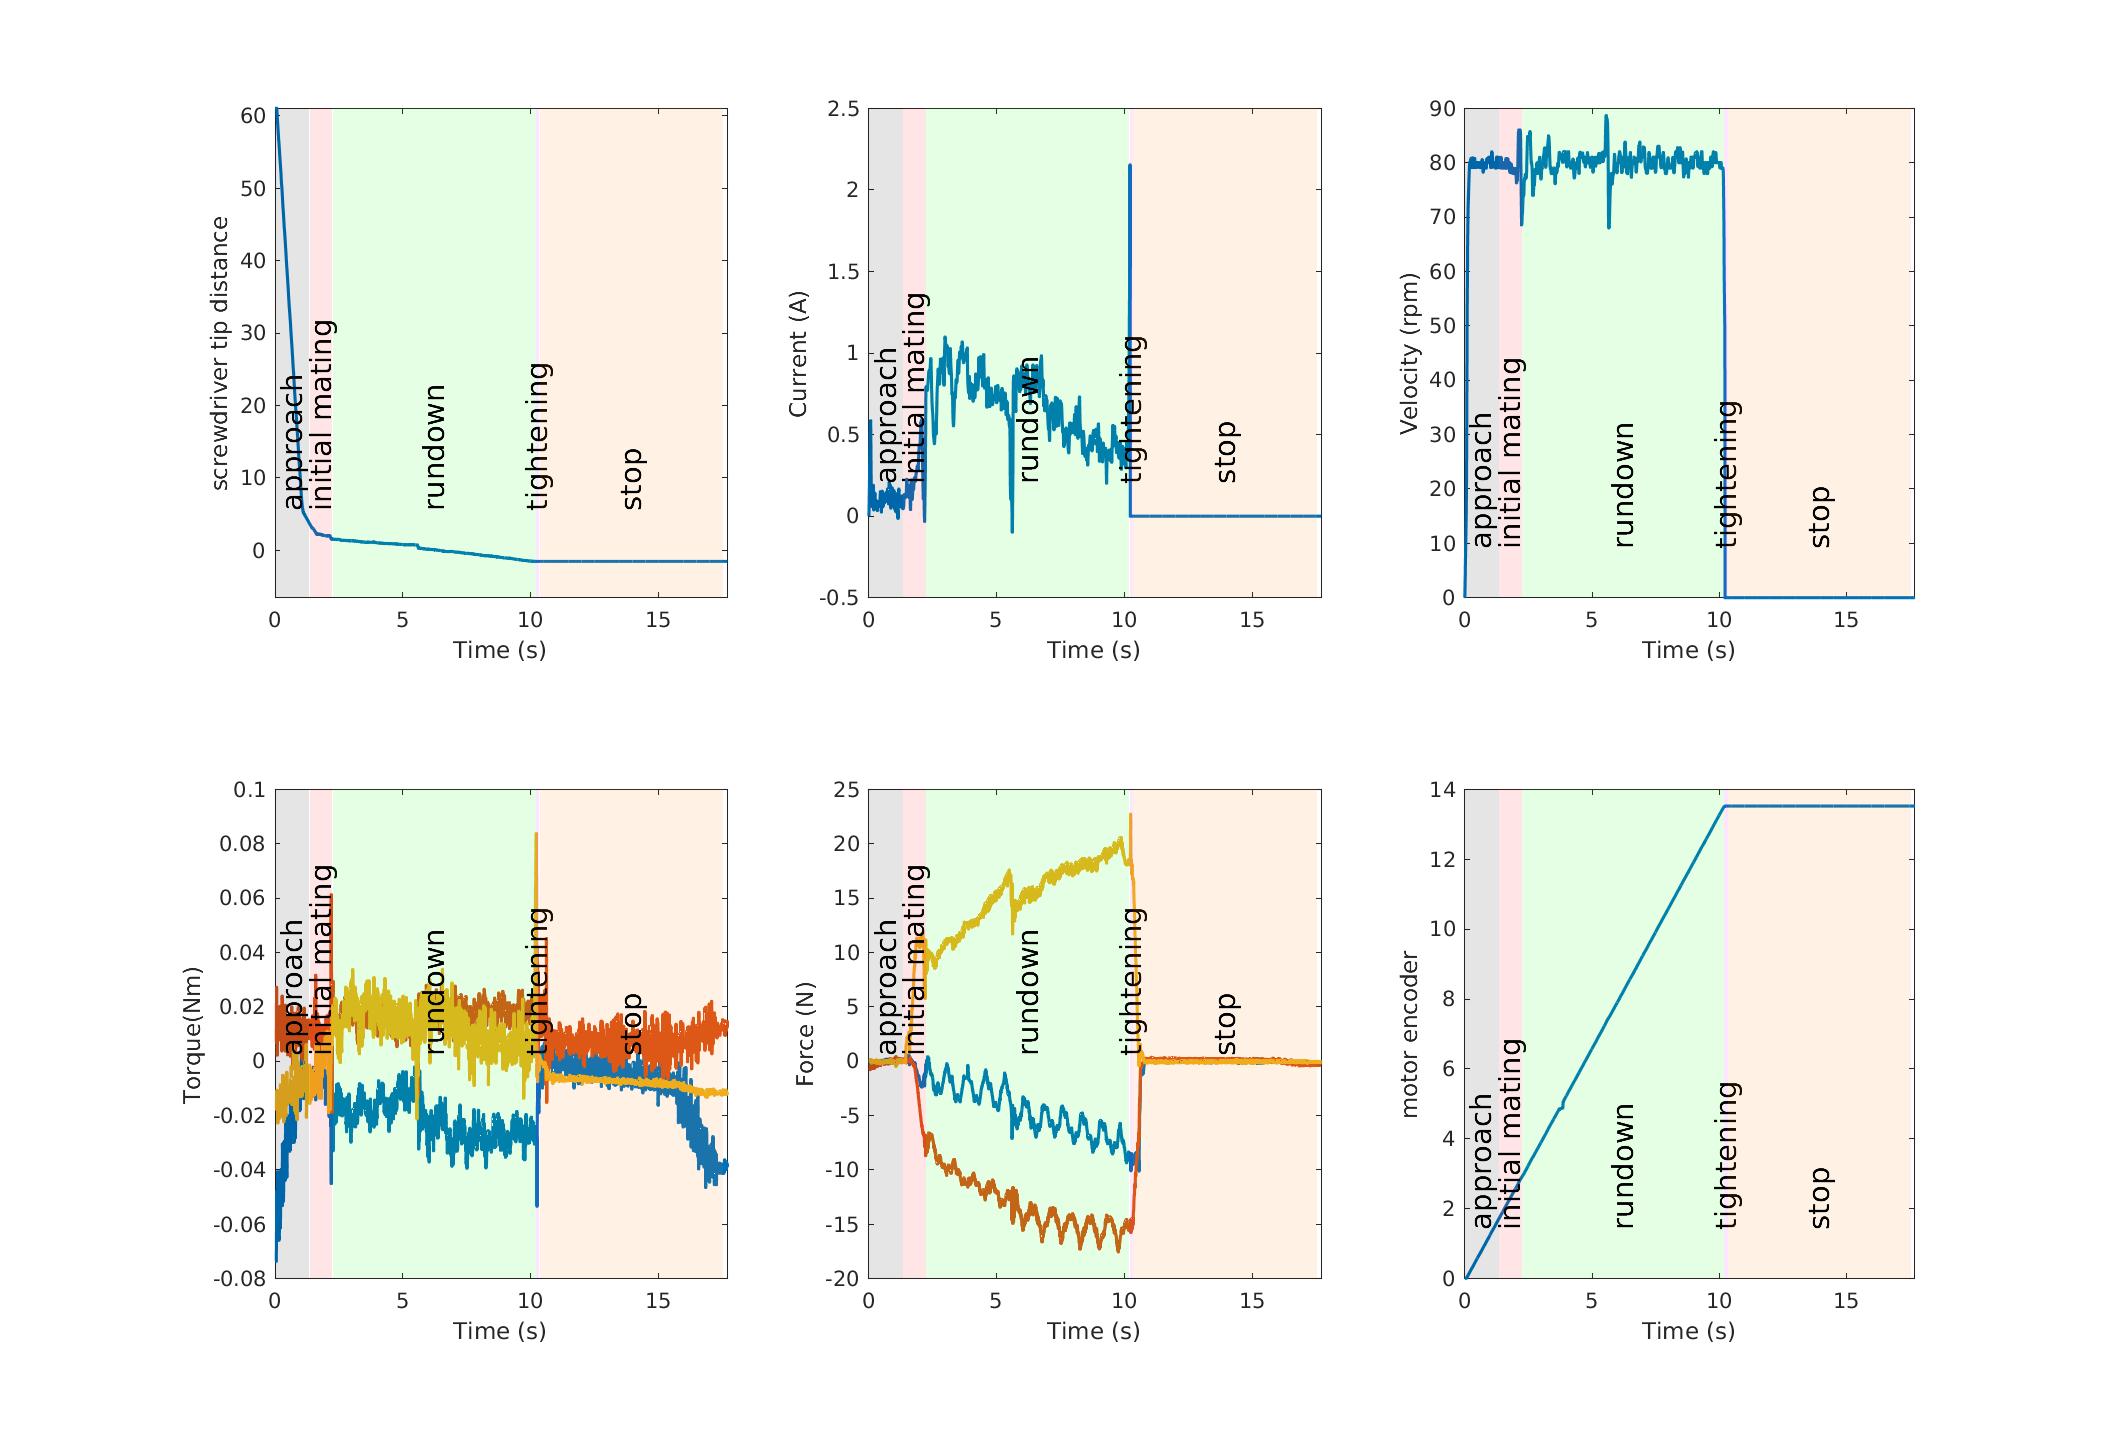 screwdriver tip distance
60
50
40
30
20
10
0
approach
initial mating
rundown
tightening
stop
0 5 10 15
Time (s)
Current (A)
2.5
2
1.5
1
0.5
0
-0.5
approach
initial mating
rundown
tightening
stop
0 5 10 15
Time (s)
Velocity (rpm)
90
80
70
60
50
40
30
20
10
0
approach
initial mating
rundown
tightening
stop
0 5 10 15
Time (s)
Torque(Nm)
0.1
0.08
0.06
0.04
0.02
0
-0.02
-0.04
-0.06
-0.08
approach
initial mating
rundown
tightening
stop
0 5 10 15
Time (s)
Force (N)
25
20
15
10
5
0
-5
-10
-15
-20
approach
initial mating
rundown
tightening
stop
0 5 10 15
Time (s)
motor encoder
14
12
10
8
6
4
2
0
approach
initial mating
rundown
tightening
stop
0 5 10 15
Time (s)